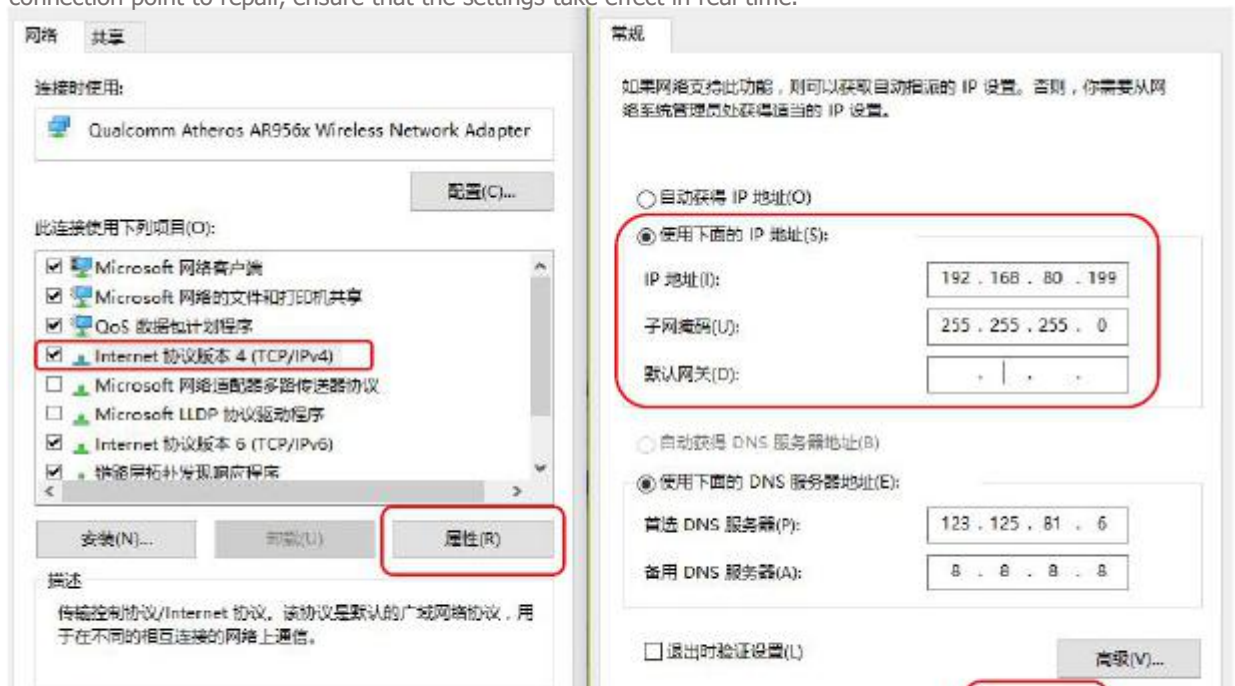 connection point to repair, ensure that the settings take effect in real time.
网络 共享
连接时使用:
Qualcomm Atheros AR956x Wireless Network Adapter
配置(C)...
此连接使用下列项目(O):
Microsoft 网络客户端
Microsoft 网络的文件和打印机共享
QoS 数据包计划程序
Internet 协议版本 4 (TCP/IPv4)
Microsoft 网络适配器多路传送器协议
Microsoft LLDP 协议驱动程序
Internet 协议版本 6 (TCP/IPv6)
链路层拓扑发现响应程序
安装(N)... 卸载(U) 属性(R)
描述
传输控制协议/Internet 协议。该协议是默认的广域网络协议，用
于在不同的相互连接的网络上通信。
常规
如果网络支持此功能，则可以获取自动指派的 IP 设置。否则，你需要从网
络系统管理员处获得适当的 IP 设置。
自动获得 IP 地址(O)
使用下面的 IP 地址(S):
IP 地址(I): 192 . 168 . 80 . 199
子网掩码(U): 255 . 255 . 255 . 0
默认网关(D): . . .
自动获得 DNS 服务器地址(B)
使用下面的 DNS 服务器地址(E):
首选 DNS 服务器(P): 123 . 125 . 81 . 6
备用 DNS 服务器(A): 8 . 8 . 8 . 8
退出时验证设置(L)
高级(V)...